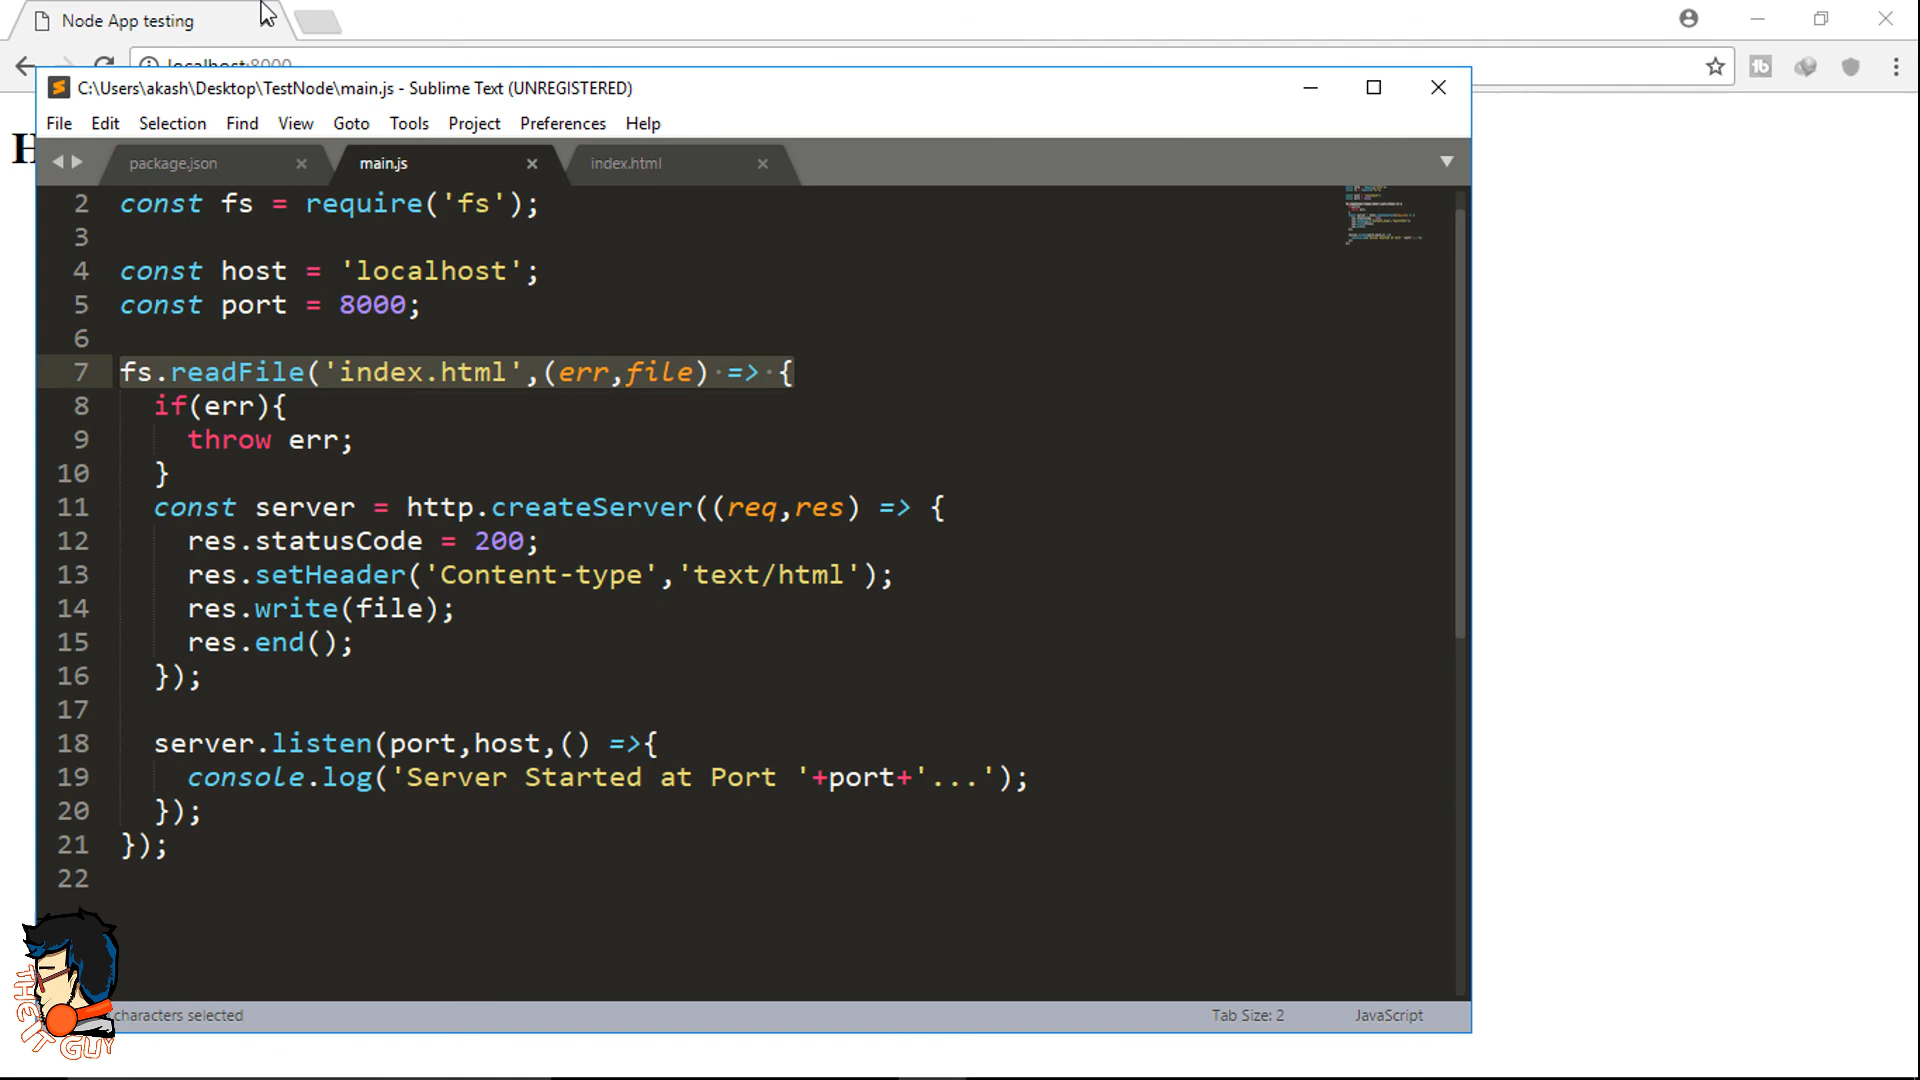 Node App testing
localhost:8000
H
C:\Users\akash\Desktop\TestNode\main.js - Sublime Text (UNREGISTERED)
File Edit Selection Find View Goto Tools Project Preferences Help
package.json main.js index.html
2 const fs = require('fs');
3
4 const host = 'localhost';
5 const port = 8000;
6
7 fs.readFile('index.html',(err,file) => {
8 if(err){
9 throw err;
10 }
11 const server = http.createServer((req,res) => {
12 res.statusCode = 200;
13 res.setHeader('Content-type','text/html');
14 res.write(file);
15 res.end();
16 });
17
18 server.listen(port,host,() =>{
19 console.log('Server Started at Port '+port+'...');
20 });
21 });
22
characters selected Tab Size: 2 JavaScript
THE IT GUY